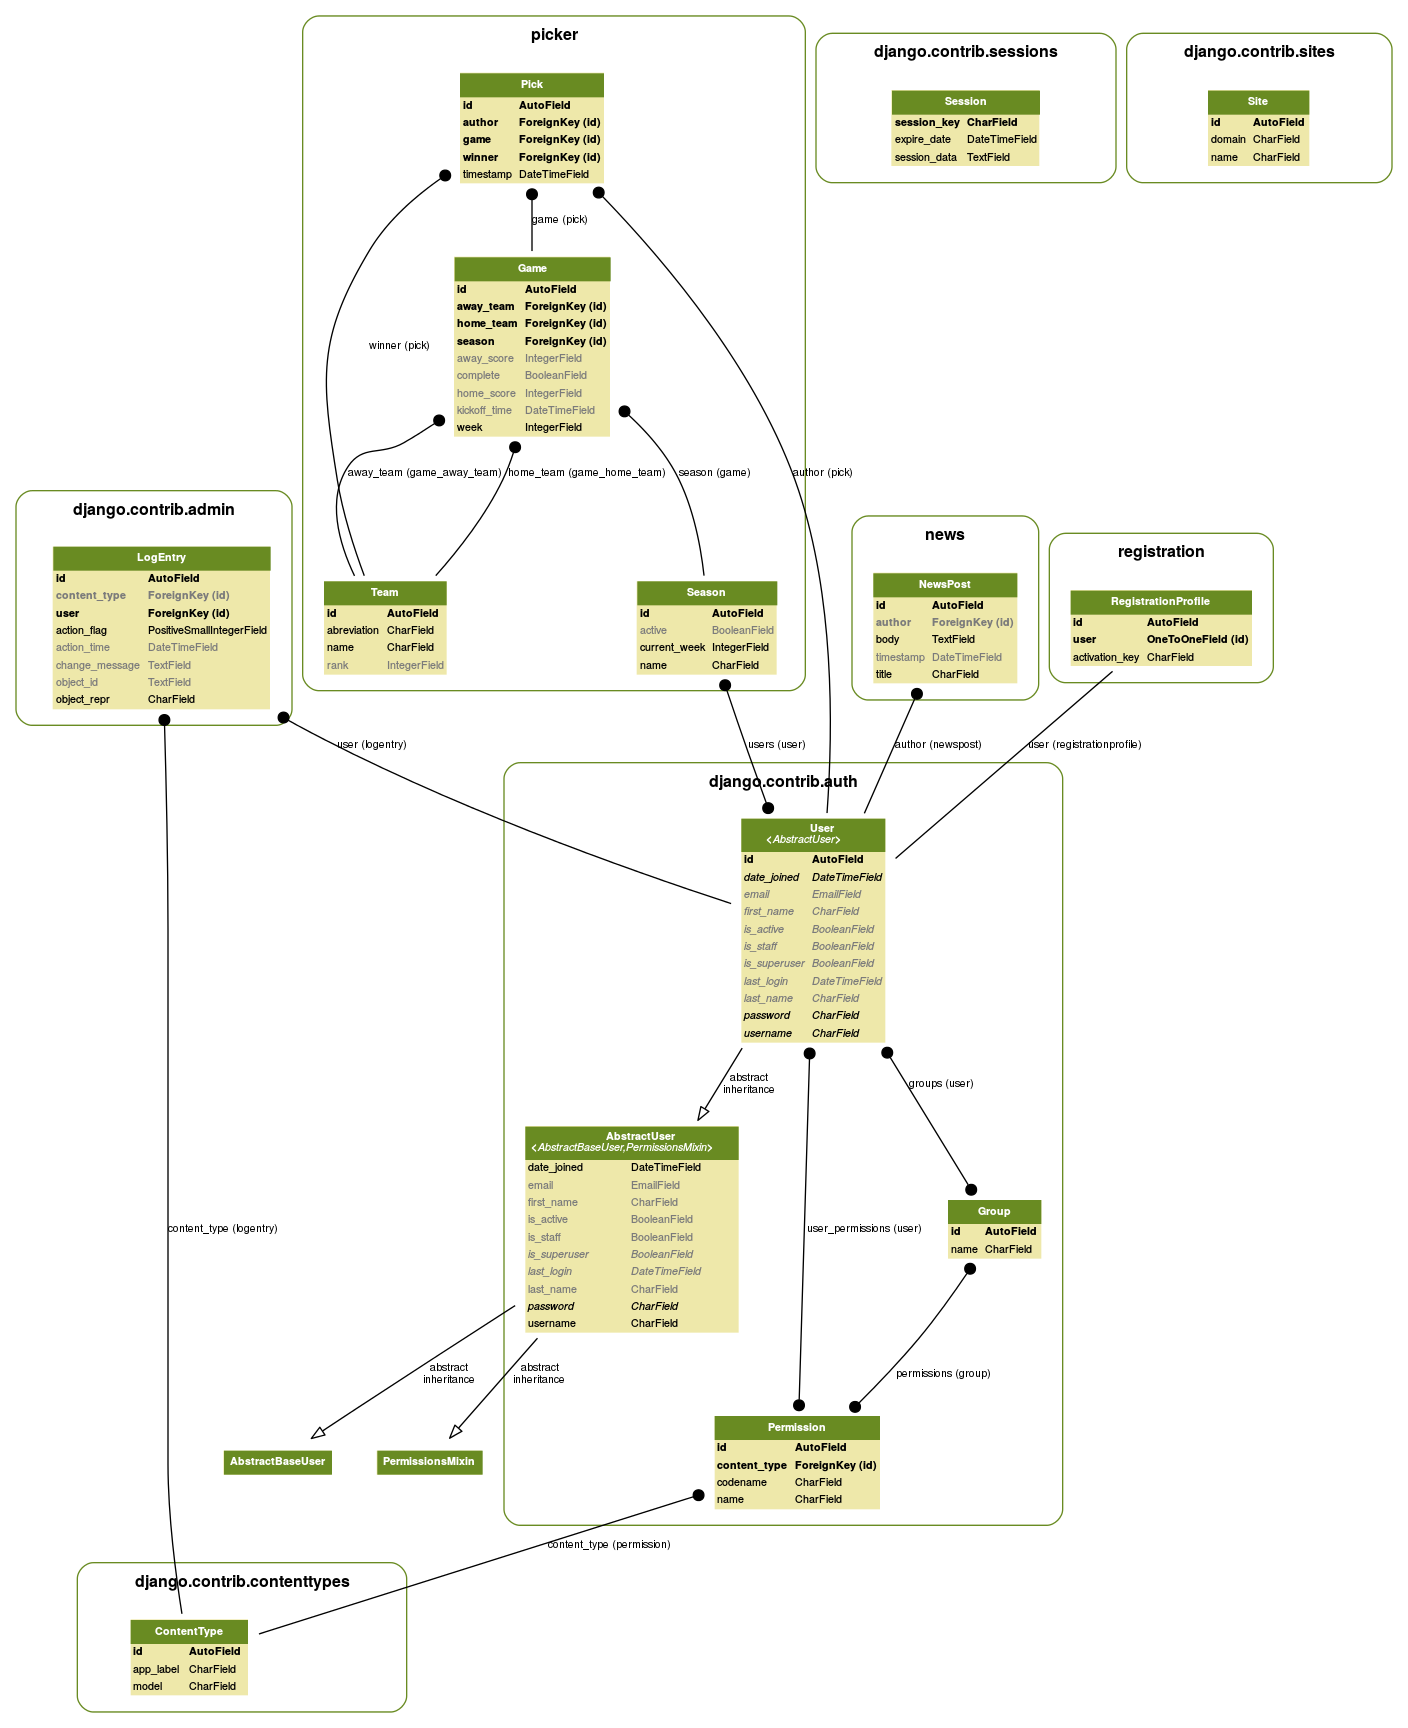 picker
Pick
id AutoField
author ForeignKey (id)
game ForeignKey (id)
winner ForeignKey (id)
timestamp DateTimeField
game (pick)
winner (pick)
Game
id AutoField
away_team ForeignKey (id)
home_team ForeignKey (id)
season ForeignKey (id)
away_score IntegerField
complete BooleanField
home_score IntegerField
kickoff_time DateTimeField
week IntegerField
away_team (game_away_team)
home_team (game_home_team)
season (game)
author (pick)
Team
id AutoField
abreviation CharField
name CharField
rank IntegerField
Season
id AutoField
active BooleanField
current_week IntegerField
name CharField
django.contrib.sessions
Session
session_key CharField
expire_date DateTimeField
session_data TextField
django.contrib.sites
Site
id AutoField
domain CharField
name CharField
django.contrib.admin
LogEntry
id AutoField
content_type ForeignKey (id)
user ForeignKey (id)
action_flag PositiveSmallIntegerField
action_time DateTimeField
change_message TextField
object_id TextField
object_repr CharField
news
NewsPost
id AutoField
author ForeignKey (id)
body TextField
timestamp DateTimeField
title CharField
registration
RegistrationProfile
id AutoField
user OneToOneField (id)
activation_key CharField
user (logentry)
users (user)
author (newspost)
user (registrationprofile)
django.contrib.auth
User
<AbstractUser>
id AutoField
date_joined DateTimeField
email EmailField
first_name CharField
is_active BooleanField
is_staff BooleanField
is_superuser BooleanField
last_login DateTimeField
last_name CharField
password CharField
username CharField
abstract
inheritance
groups (user)
AbstractUser
<AbstractBaseUser,PermissionsMixin>
date_joined DateTimeField
email EmailField
first_name CharField
is_active BooleanField
is_staff BooleanField
is_superuser BooleanField
last_login DateTimeField
last_name CharField
password CharField
username CharField
content_type (logentry)
user_permissions (user)
Group
id AutoField
name CharField
abstract
inheritance
abstract
inheritance
permissions (group)
AbstractBaseUser
PermissionsMixin
Permission
id AutoField
content_type ForeignKey (id)
codename CharField
name CharField
content_type (permission)
django.contrib.contenttypes
ContentType
id AutoField
app_label CharField
model CharField